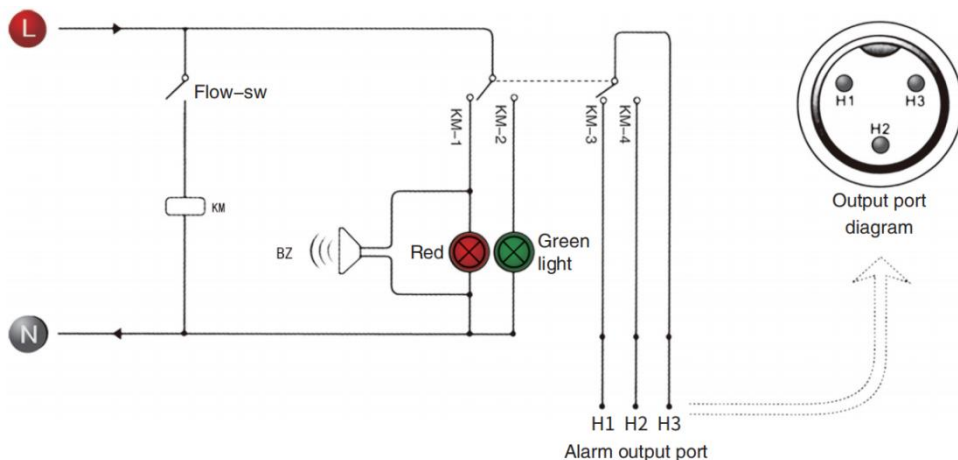 L
Flow-sw
KM-1
KM-2
KM-3
KM-4
H1
H3
H2
Output port
diagram
KM
BZ
Red
Green
light
N
H1 H2 H3
Alarm output port